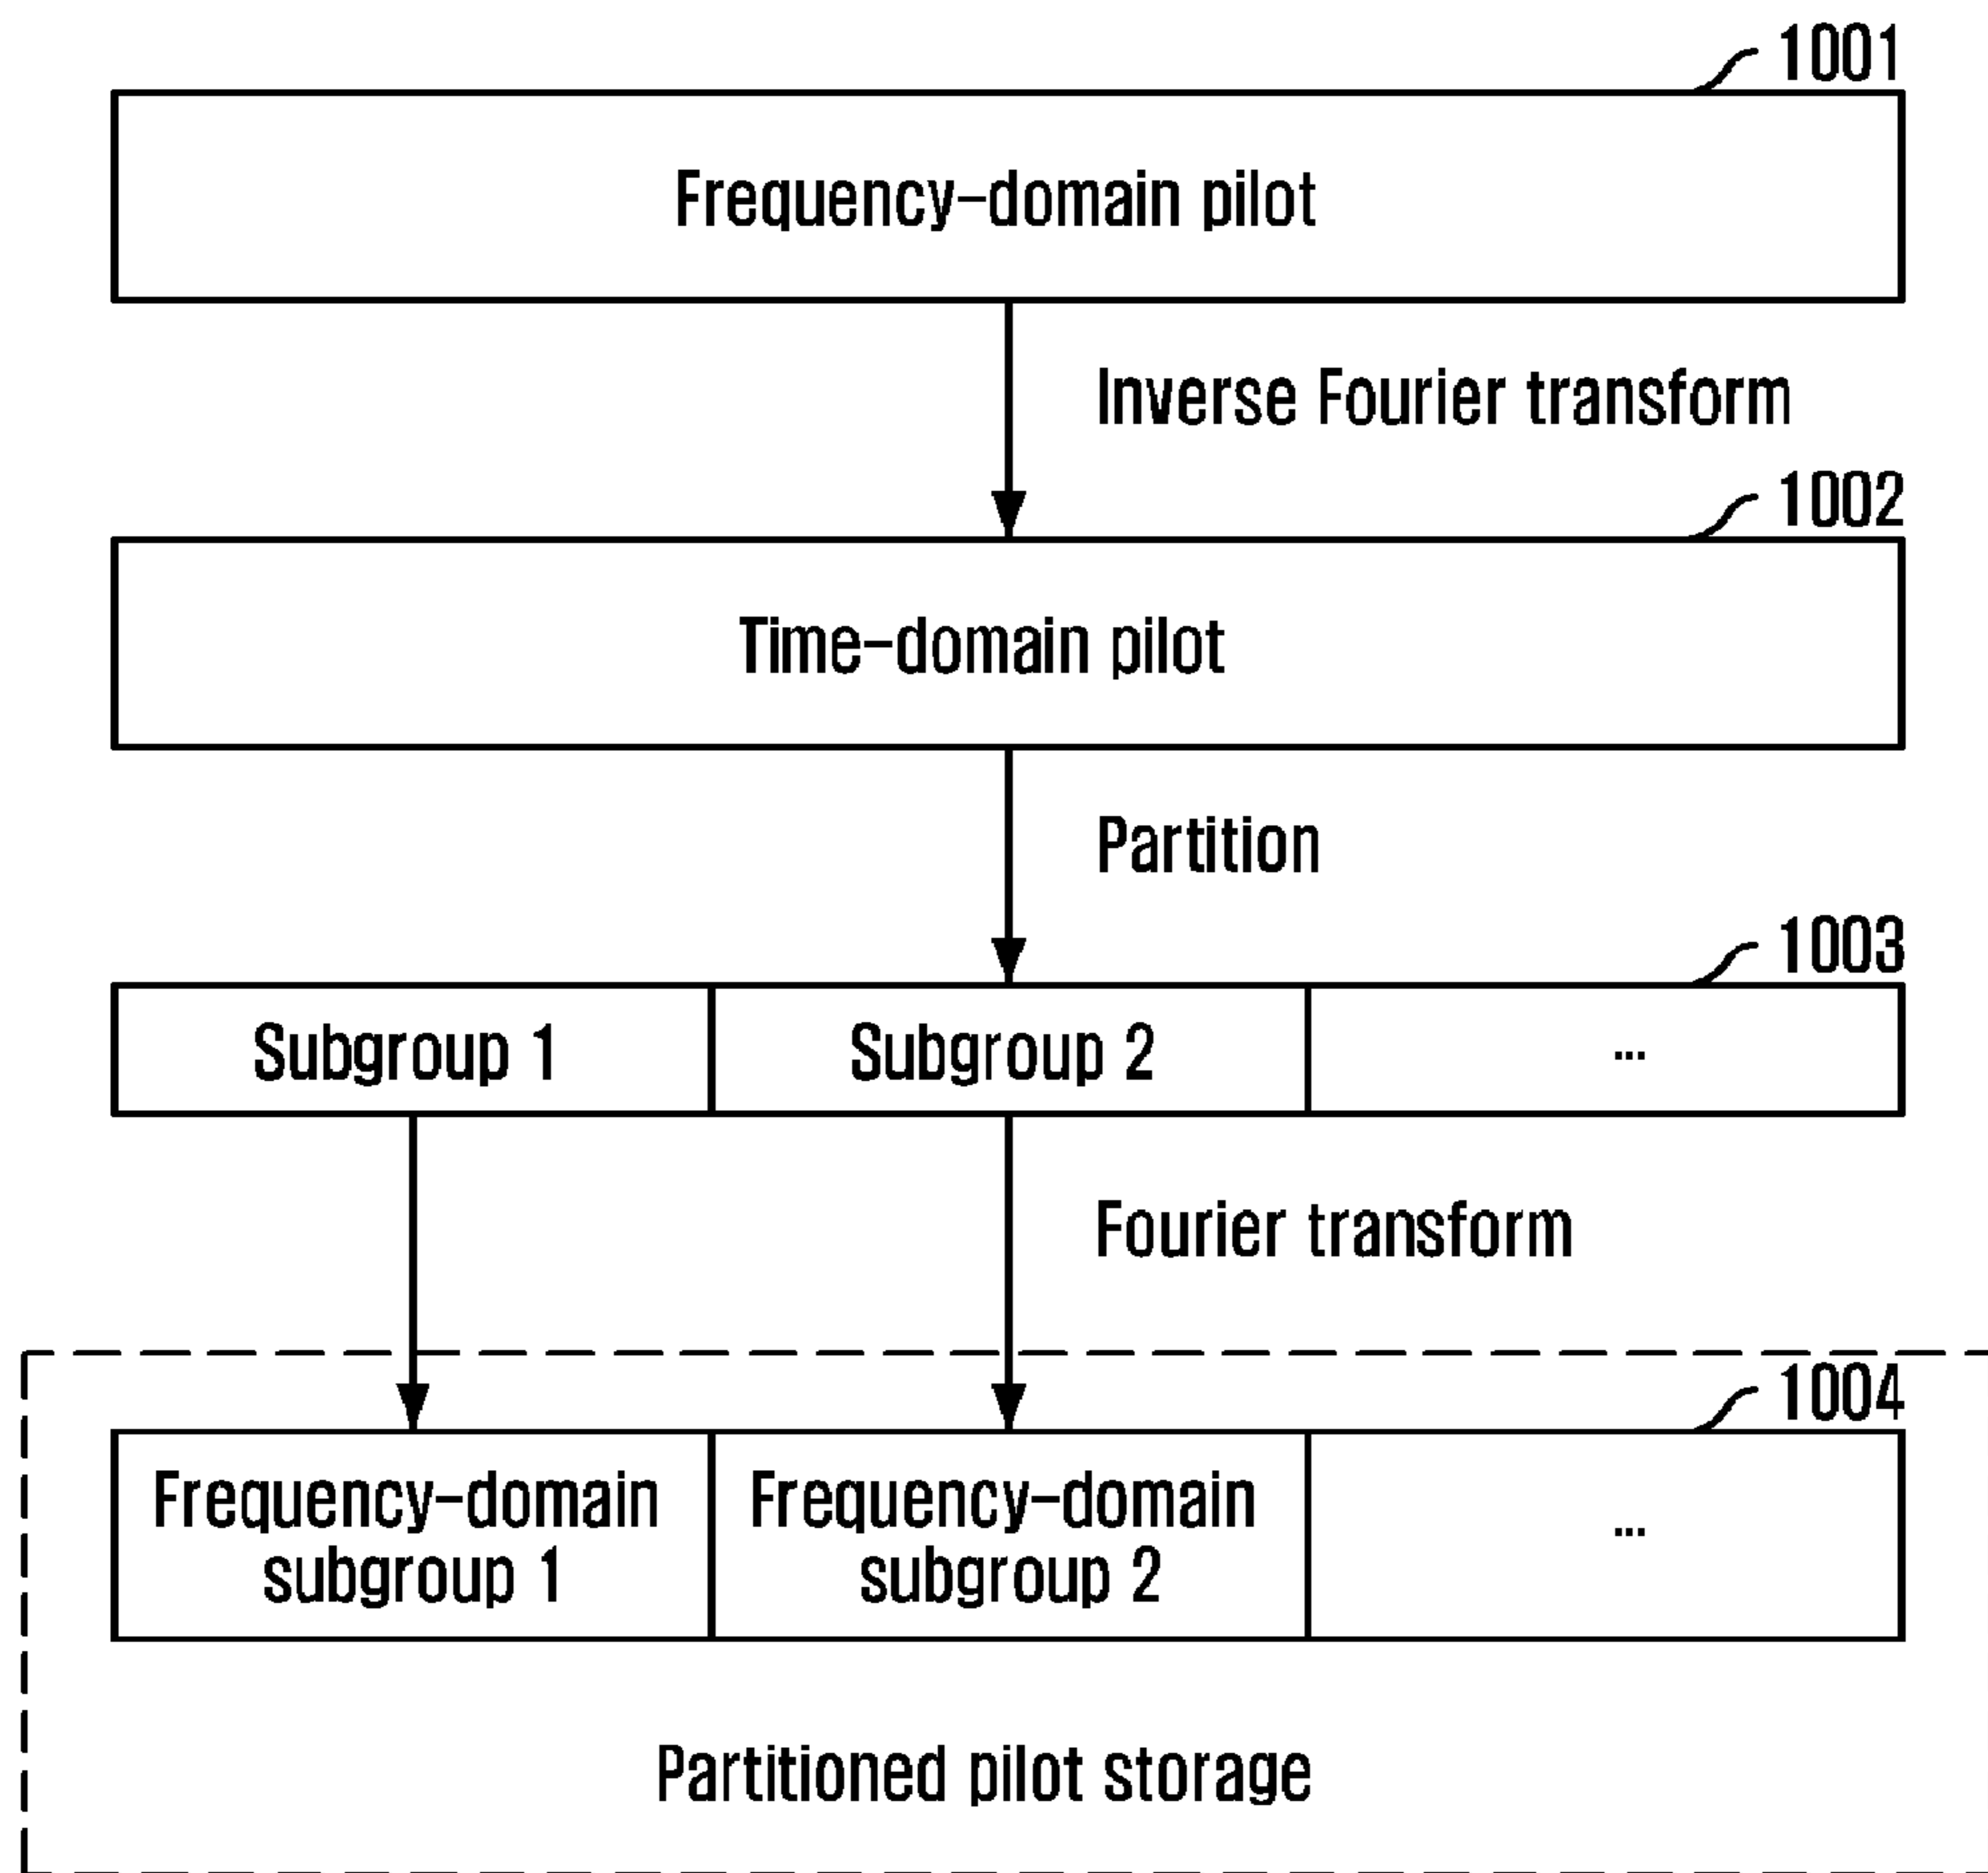 1001
Frequency-domain pilot
Inverse Fourier transform
1002
Time-domain pilot
Partition
1003
Subgroup 1
Subgroup 2
...
Fourier transform
1004
Frequency-domain
subgroup 1
Frequency-domain
subgroup 2
...
Partitioned pilot storage